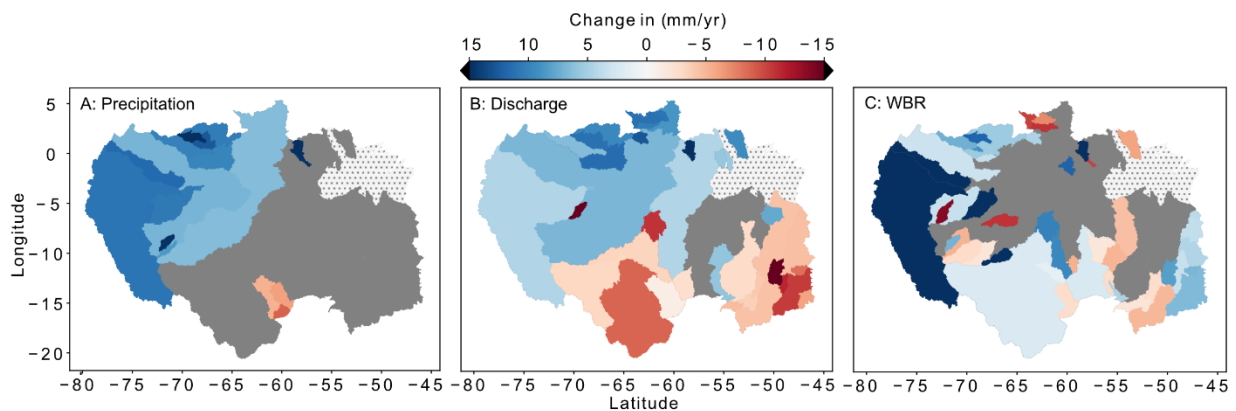 Change in (mm/yr)
15 10 5 0 −5 −10 −15
A: Precipitation
B: Discharge
C: WBR
5
0
−5
−10
−15
−20
Longitude
−80 −75 −70 −65 −60 −55 −50 −45
−80 −75 −70 −65 −60 −55 −50 −45
−80 −75 −70 −65 −60 −55 −50 −45
Latitude